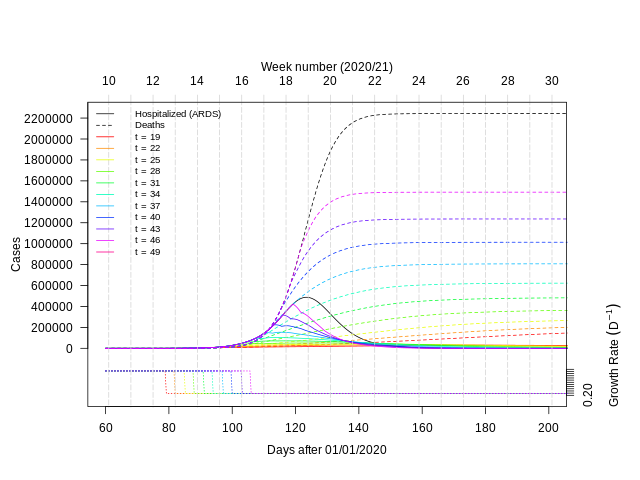 Week number (2020/21)
10 12 14 16 18 20 22 24 26 28 30
2200000
2000000
1800000
1600000
1400000
1200000
1000000
800000
600000
400000
200000
0
Cases
Hospitalized (ARDS)
Deaths
t = 19
t = 22
t = 25
t = 28
t = 31
t = 34
t = 37
t = 40
t = 43
t = 46
t = 49
0.20
Growth Rate (D⁻¹)
60 80 100 120 140 160 180 200
Days after 01/01/2020